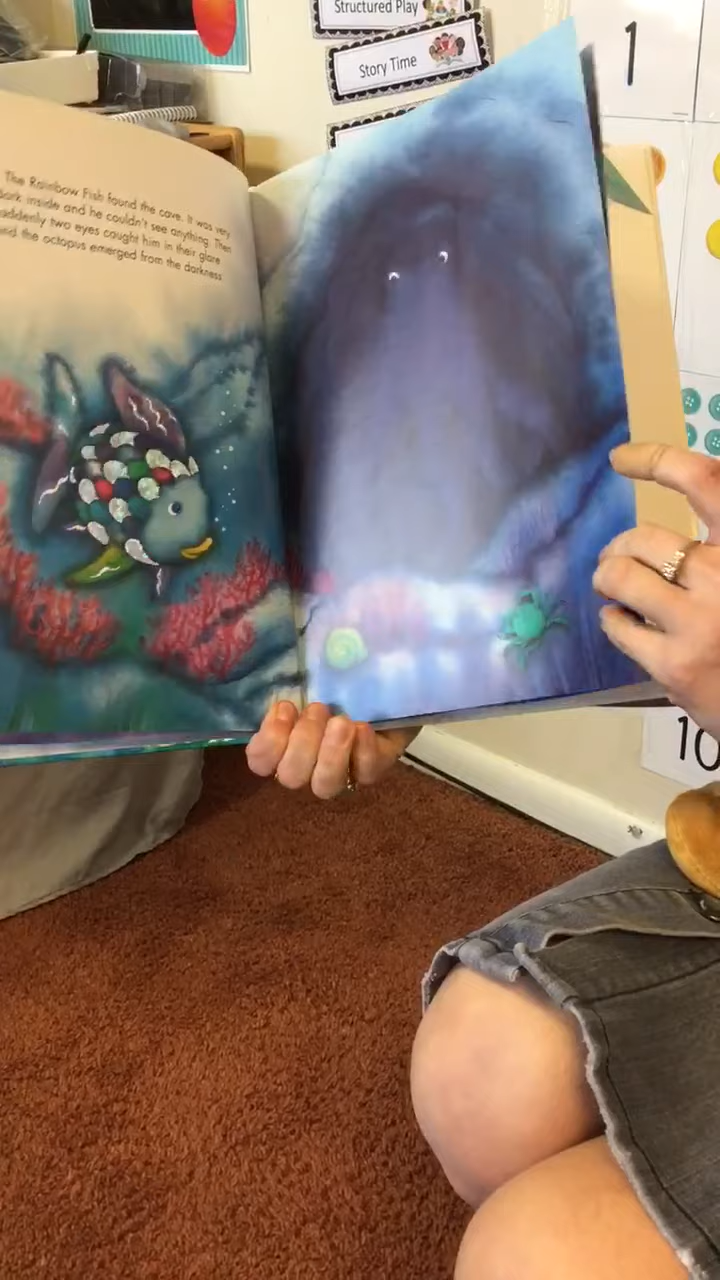 Structured Play
Story Time
1
The Rainbow Fish found the cave. It was very
dark inside and he couldn't see anything. Then
suddenly two eyes caught him in their glare
and the octopus emerged from the darkness
10